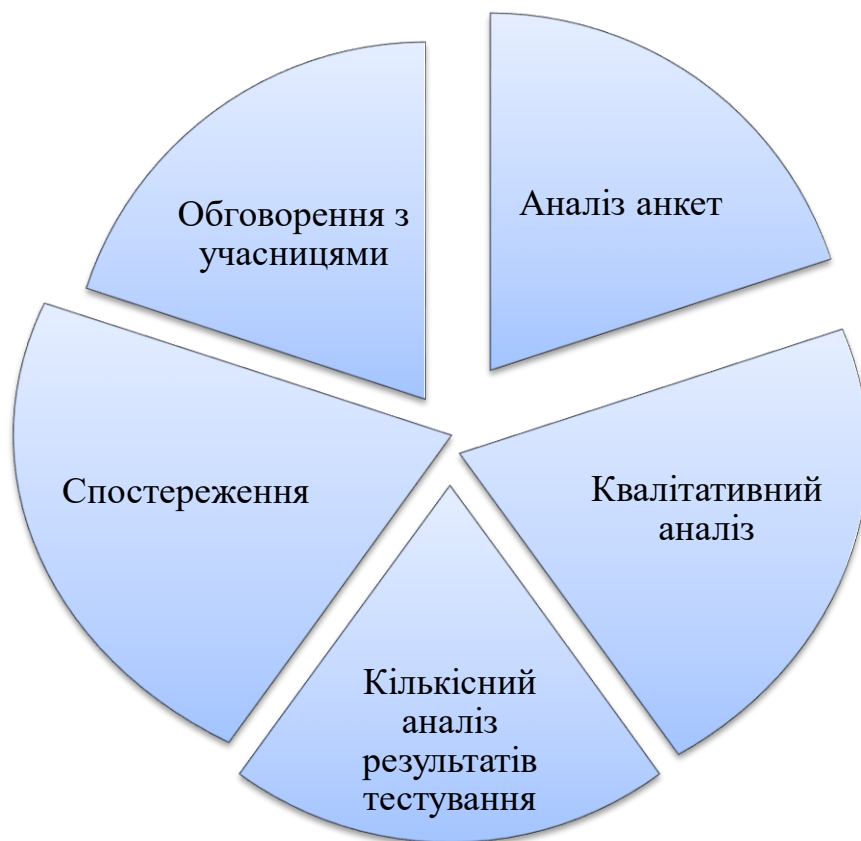 Аналіз анкет
Квалітативний
аналіз
Кількісний
аналіз
результатів
тестування
Спостереження
Обговорення з
учасницями